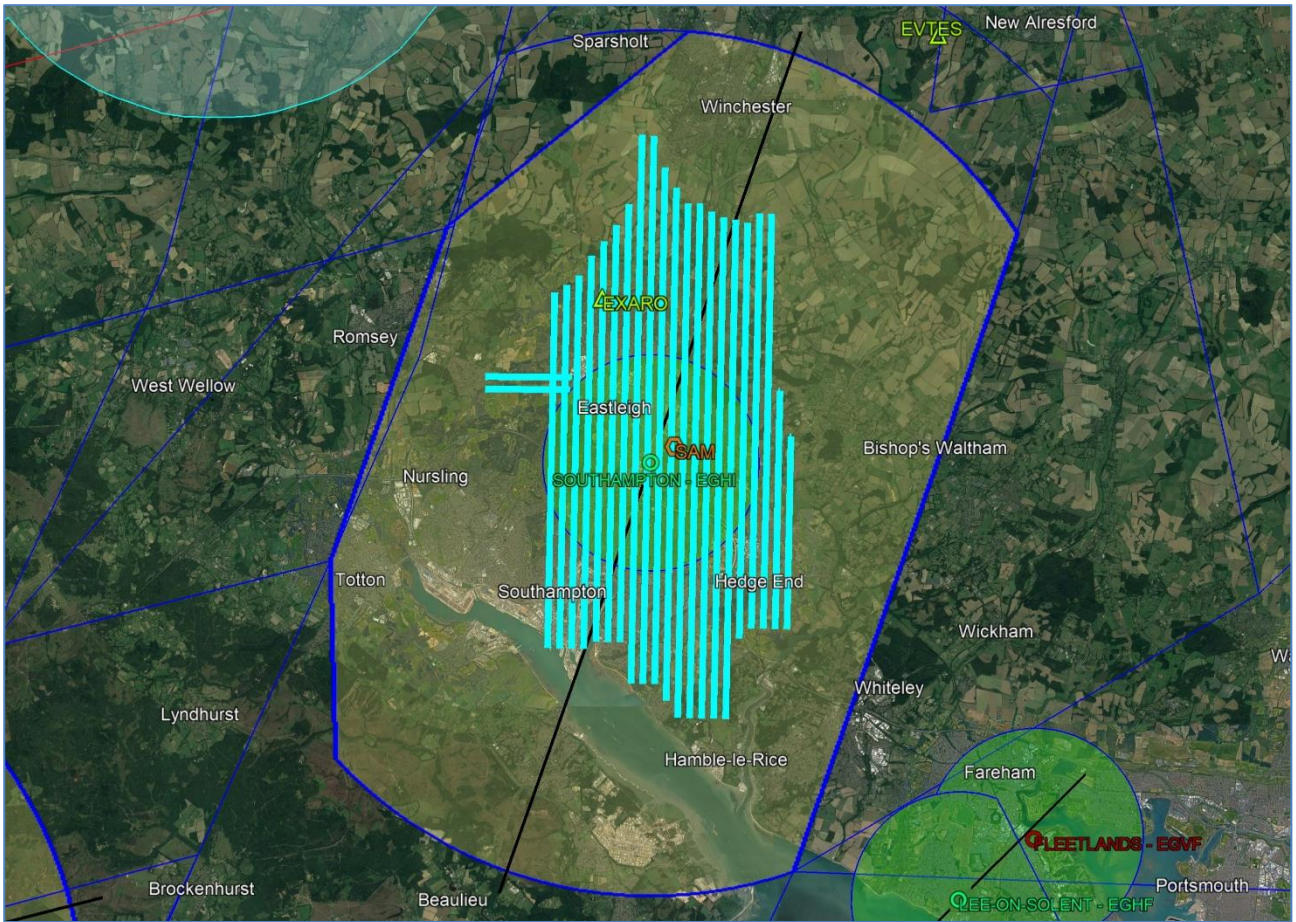 Sparsholt
EVTES
New Alresford
Winchester
EXARO
Romsey
West Wellow
Eastleigh
SAM
Bishop's Waltham
Nursling
SOUTHAMPTON - EGHI
Totton
Southampton
Hedge End
Wickham
Whiteley
Lyndhurst
Hamble-le-Rice
Fareham
FLEETLANDS - EGVF
Brockenhurst
Beaulieu
LEE-ON-SOLENT - EGHF
Portsmouth